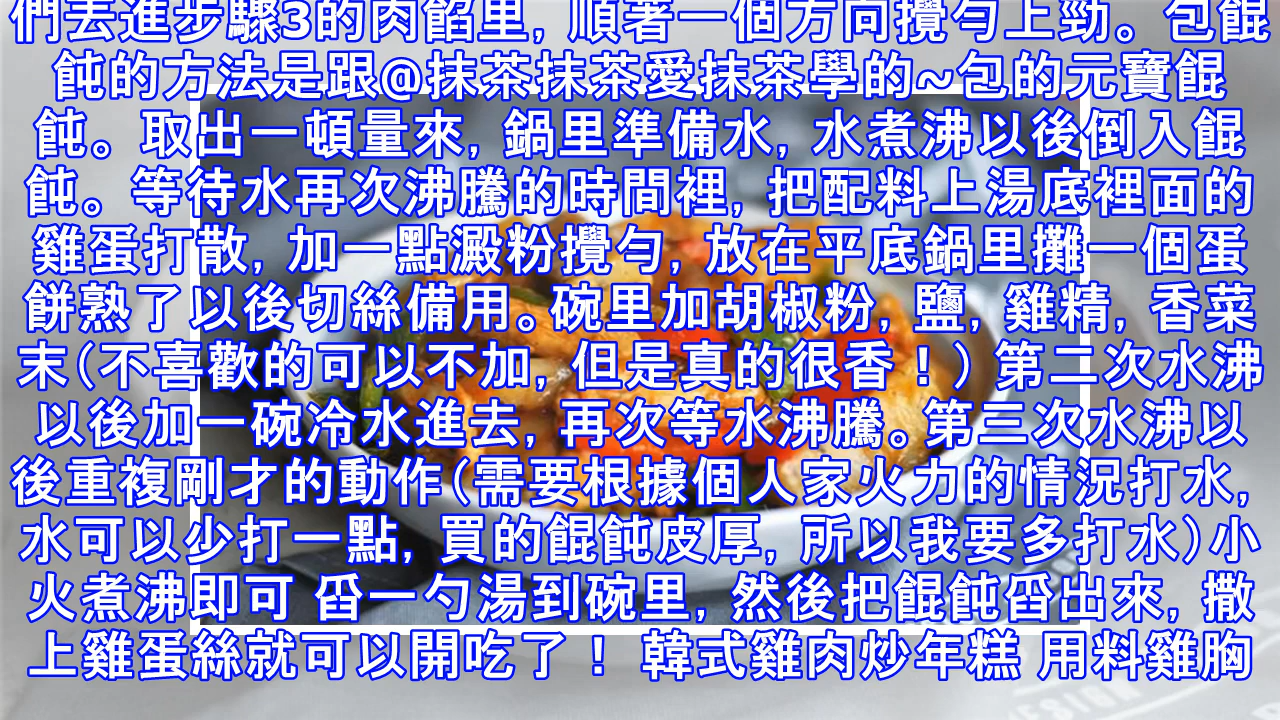 們丟進步驟3的肉餡里, 順著一個方向攪勻上勁。包餛
飩的方法是跟@抹茶抹茶愛抹茶學的~包的元寶餛
飩。取出一頓量來, 鍋里準備水, 水煮沸以後倒入餛
飩。等待水再次沸騰的時間裡, 把配料上湯底裡面的
雞蛋打散, 加一點澱粉攪勻, 放在平底鍋里攤一個蛋
餅熟了以後切絲備用。碗里加胡椒粉, 鹽, 雞精, 香菜
末(不喜歡的可以不加, 但是真的很香！) 第二次水沸
以後加一碗冷水進去, 再次等水沸騰。第三次水沸以
後重複剛才的動作(需要根據個人家火力的情況打水,
水可以少打一點, 買的餛飩皮厚, 所以我要多打水)小
火煮沸即可 舀一勺湯到碗里, 然後把餛飩舀出來, 撒
上雞蛋絲就可以開吃了！ 韓式雞肉炒年糕 用料雞胸